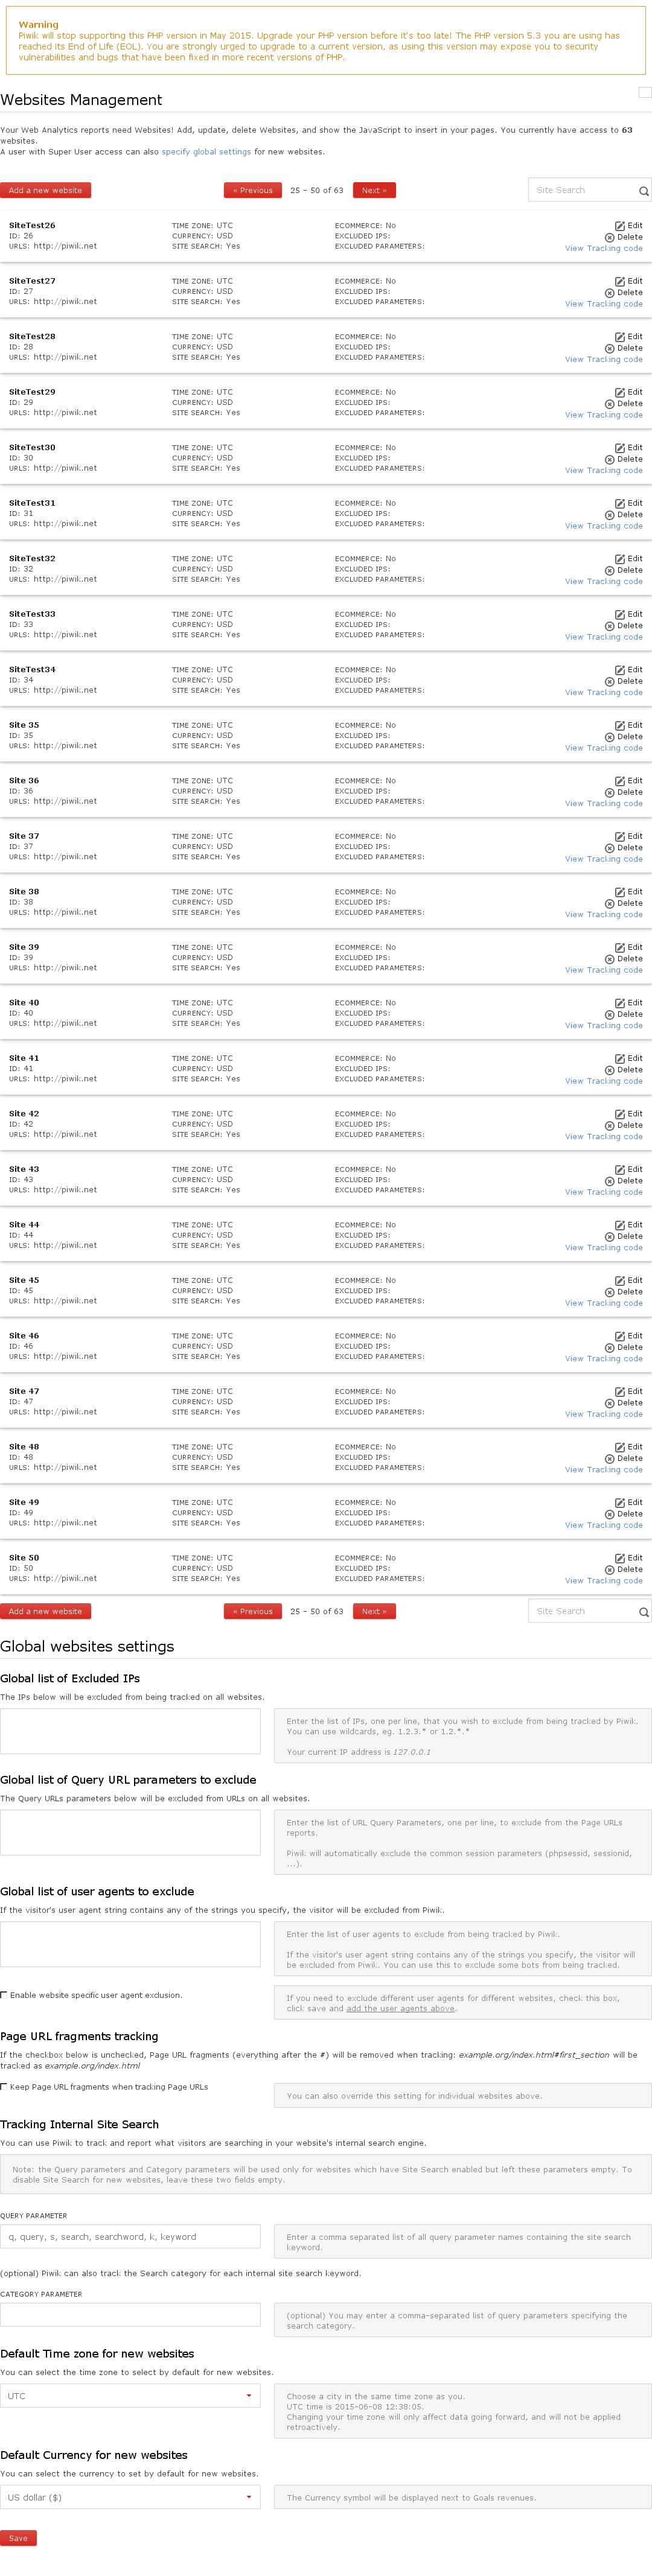 Warning
Piwik will stop supporting this PHP version in May 2015. Upgrade your PHP version before it's too late! The PHP version 5.3 you are using has
reached its End of Life (EOL). You are strongly urged to upgrade to a current version, as using this version may expose you to security
vulnerabilities and bugs that have been fixed in more recent versions of PHP.
Websites Management
Your Web Analytics reports need Websites! Add, update, delete Websites, and show the JavaScript to insert in your pages. You currently have access to 63
websites.
A user with Super User access can also specify global settings for new websites.
Add a new website « Previous 25 - 50 of 63 Next » Site Search
SiteTest26 TIME ZONE: UTC ECOMMERCE: No Edit
ID: 26 CURRENCY: USD EXCLUDED IPS: Delete
URLS: http://piwik.net SITE SEARCH: Yes EXCLUDED PARAMETERS: View Tracking code
SiteTest27 TIME ZONE: UTC ECOMMERCE: No Edit
ID: 27 CURRENCY: USD EXCLUDED IPS: Delete
URLS: http://piwik.net SITE SEARCH: Yes EXCLUDED PARAMETERS: View Tracking code
SiteTest28 TIME ZONE: UTC ECOMMERCE: No Edit
ID: 28 CURRENCY: USD EXCLUDED IPS: Delete
URLS: http://piwik.net SITE SEARCH: Yes EXCLUDED PARAMETERS: View Tracking code
SiteTest29 TIME ZONE: UTC ECOMMERCE: No Edit
ID: 29 CURRENCY: USD EXCLUDED IPS: Delete
URLS: http://piwik.net SITE SEARCH: Yes EXCLUDED PARAMETERS: View Tracking code
SiteTest30 TIME ZONE: UTC ECOMMERCE: No Edit
ID: 30 CURRENCY: USD EXCLUDED IPS: Delete
URLS: http://piwik.net SITE SEARCH: Yes EXCLUDED PARAMETERS: View Tracking code
SiteTest31 TIME ZONE: UTC ECOMMERCE: No Edit
ID: 31 CURRENCY: USD EXCLUDED IPS: Delete
URLS: http://piwik.net SITE SEARCH: Yes EXCLUDED PARAMETERS: View Tracking code
SiteTest32 TIME ZONE: UTC ECOMMERCE: No Edit
ID: 32 CURRENCY: USD EXCLUDED IPS: Delete
URLS: http://piwik.net SITE SEARCH: Yes EXCLUDED PARAMETERS: View Tracking code
SiteTest33 TIME ZONE: UTC ECOMMERCE: No Edit
ID: 33 CURRENCY: USD EXCLUDED IPS: Delete
URLS: http://piwik.net SITE SEARCH: Yes EXCLUDED PARAMETERS: View Tracking code
SiteTest34 TIME ZONE: UTC ECOMMERCE: No Edit
ID: 34 CURRENCY: USD EXCLUDED IPS: Delete
URLS: http://piwik.net SITE SEARCH: Yes EXCLUDED PARAMETERS: View Tracking code
Site 35 TIME ZONE: UTC ECOMMERCE: No Edit
ID: 35 CURRENCY: USD EXCLUDED IPS: Delete
URLS: http://piwik.net SITE SEARCH: Yes EXCLUDED PARAMETERS: View Tracking code
Site 36 TIME ZONE: UTC ECOMMERCE: No Edit
ID: 36 CURRENCY: USD EXCLUDED IPS: Delete
URLS: http://piwik.net SITE SEARCH: Yes EXCLUDED PARAMETERS: View Tracking code
Site 37 TIME ZONE: UTC ECOMMERCE: No Edit
ID: 37 CURRENCY: USD EXCLUDED IPS: Delete
URLS: http://piwik.net SITE SEARCH: Yes EXCLUDED PARAMETERS: View Tracking code
Site 38 TIME ZONE: UTC ECOMMERCE: No Edit
ID: 38 CURRENCY: USD EXCLUDED IPS: Delete
URLS: http://piwik.net SITE SEARCH: Yes EXCLUDED PARAMETERS: View Tracking code
Site 39 TIME ZONE: UTC ECOMMERCE: No Edit
ID: 39 CURRENCY: USD EXCLUDED IPS: Delete
URLS: http://piwik.net SITE SEARCH: Yes EXCLUDED PARAMETERS: View Tracking code
Site 40 TIME ZONE: UTC ECOMMERCE: No Edit
ID: 40 CURRENCY: USD EXCLUDED IPS: Delete
URLS: http://piwik.net SITE SEARCH: Yes EXCLUDED PARAMETERS: View Tracking code
Site 41 TIME ZONE: UTC ECOMMERCE: No Edit
ID: 41 CURRENCY: USD EXCLUDED IPS: Delete
URLS: http://piwik.net SITE SEARCH: Yes EXCLUDED PARAMETERS: View Tracking code
Site 42 TIME ZONE: UTC ECOMMERCE: No Edit
ID: 42 CURRENCY: USD EXCLUDED IPS: Delete
URLS: http://piwik.net SITE SEARCH: Yes EXCLUDED PARAMETERS: View Tracking code
Site 43 TIME ZONE: UTC ECOMMERCE: No Edit
ID: 43 CURRENCY: USD EXCLUDED IPS: Delete
URLS: http://piwik.net SITE SEARCH: Yes EXCLUDED PARAMETERS: View Tracking code
Site 44 TIME ZONE: UTC ECOMMERCE: No Edit
ID: 44 CURRENCY: USD EXCLUDED IPS: Delete
URLS: http://piwik.net SITE SEARCH: Yes EXCLUDED PARAMETERS: View Tracking code
Site 45 TIME ZONE: UTC ECOMMERCE: No Edit
ID: 45 CURRENCY: USD EXCLUDED IPS: Delete
URLS: http://piwik.net SITE SEARCH: Yes EXCLUDED PARAMETERS: View Tracking code
Site 46 TIME ZONE: UTC ECOMMERCE: No Edit
ID: 46 CURRENCY: USD EXCLUDED IPS: Delete
URLS: http://piwik.net SITE SEARCH: Yes EXCLUDED PARAMETERS: View Tracking code
Site 47 TIME ZONE: UTC ECOMMERCE: No Edit
ID: 47 CURRENCY: USD EXCLUDED IPS: Delete
URLS: http://piwik.net SITE SEARCH: Yes EXCLUDED PARAMETERS: View Tracking code
Site 48 TIME ZONE: UTC ECOMMERCE: No Edit
ID: 48 CURRENCY: USD EXCLUDED IPS: Delete
URLS: http://piwik.net SITE SEARCH: Yes EXCLUDED PARAMETERS: View Tracking code
Site 49 TIME ZONE: UTC ECOMMERCE: No Edit
ID: 49 CURRENCY: USD EXCLUDED IPS: Delete
URLS: http://piwik.net SITE SEARCH: Yes EXCLUDED PARAMETERS: View Tracking code
Site 50 TIME ZONE: UTC ECOMMERCE: No Edit
ID: 50 CURRENCY: USD EXCLUDED IPS: Delete
URLS: http://piwik.net SITE SEARCH: Yes EXCLUDED PARAMETERS: View Tracking code
Add a new website « Previous 25 - 50 of 63 Next » Site Search
Global websites settings
Global list of Excluded IPs
The IPs below will be excluded from being tracked on all websites.
Enter the list of IPs, one per line, that you wish to exclude from being tracked by Piwik.
You can use wildcards, eg. 1.2.3.* or 1.2.*.*
Your current IP address is 127.0.0.1
Global list of Query URL parameters to exclude
The Query URLs parameters below will be excluded from URLs on all websites.
Enter the list of URL Query Parameters, one per line, to exclude from the Page URLs
reports.
Piwik will automatically exclude the common session parameters (phpsessid, sessionid,
...).
Global list of user agents to exclude
If the visitor's user agent string contains any of the strings you specify, the visitor will be excluded from Piwik.
Enter the list of user agents to exclude from being tracked by Piwik.
If the visitor's user agent string contains any of the strings you specify, the visitor will
be excluded from Piwik. You can use this to exclude some bots from being tracked.
Enable website specific user agent exclusion.
If you need to exclude different user agents for different websites, check this box,
click save and add the user agents above.
Page URL fragments tracking
If the checkbox below is unchecked, Page URL fragments (everything after the #) will be removed when tracking: example.org/index.html#first_section will be
tracked as example.org/index.html
Keep Page URL fragments when tracking Page URLs
You can also override this setting for individual websites above.
Tracking Internal Site Search
You can use Piwik to track and report what visitors are searching in your website's internal search engine.
Note: the Query parameters and Category parameters will be used only for websites which have Site Search enabled but left these parameters empty. To
disable Site Search for new websites, leave these two fields empty.
QUERY PARAMETER
q, query, s, search, searchword, k, keyword
Enter a comma separated list of all query parameter names containing the site search
keyword.
(optional) Piwik can also track the Search category for each internal site search keyword.
CATEGORY PARAMETER
(optional) You may enter a comma-separated list of query parameters specifying the
search category.
Default Time zone for new websites
You can select the time zone to select by default for new websites.
UTC
Choose a city in the same time zone as you.
UTC time is 2015-06-08 12:38:05.
Changing your time zone will only affect data going forward, and will not be applied
retroactively.
Default Currency for new websites
You can select the currency to set by default for new websites.
US dollar ($)
The Currency symbol will be displayed next to Goals revenues.
Save